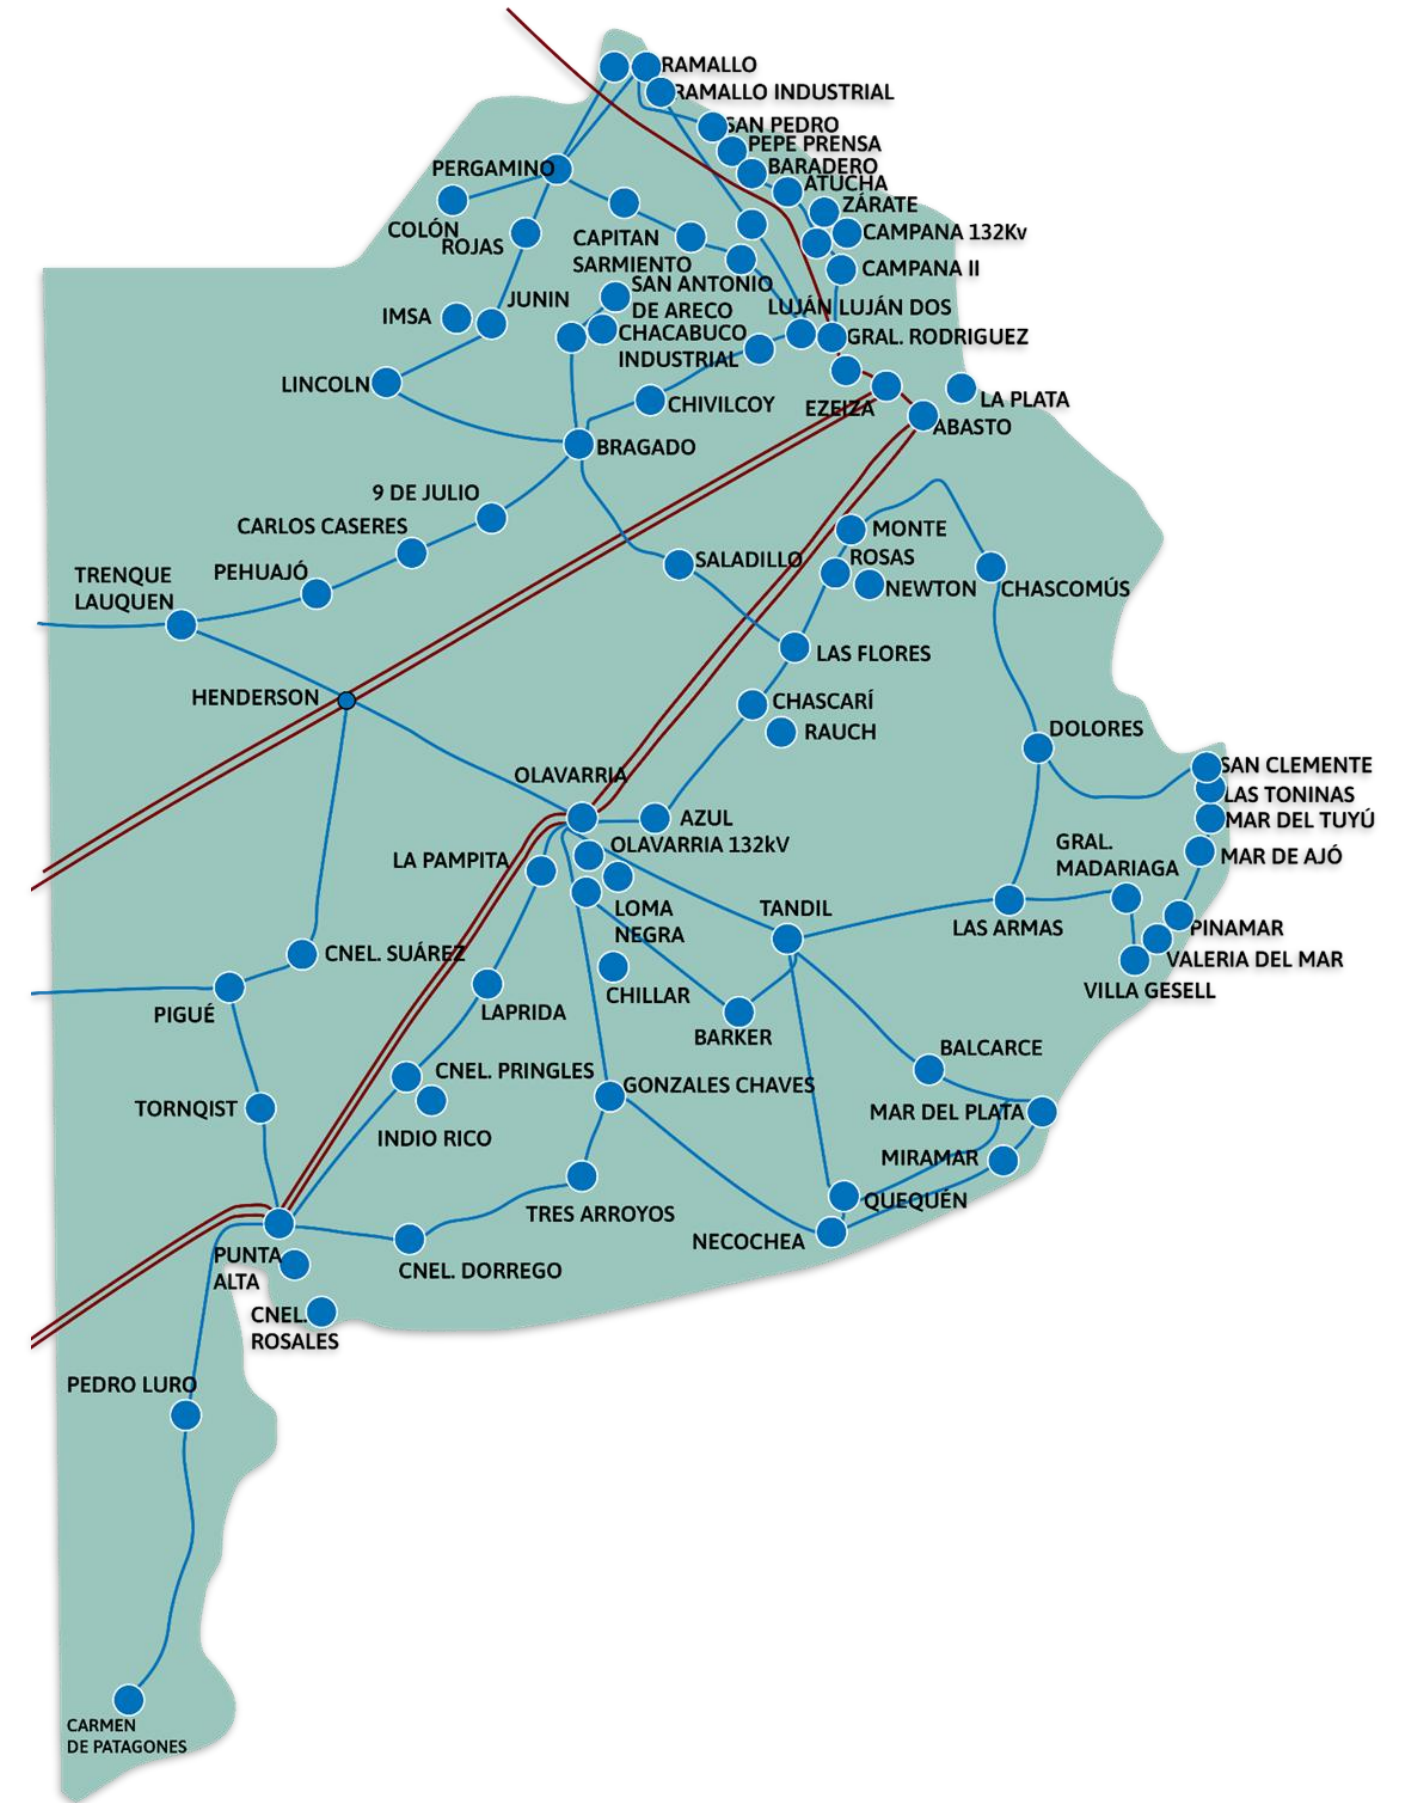 RAMALLO
RAMALLO INDUSTRIAL
SAN PEDRO
PEPE PRENSA
BARADERO
PERGAMINO
ATUCHA
ZÁRATE
COLÓN
CAMPANA 132Kv
ROJAS
CAPITAN
SARMIENTO
CAMPANA II
SAN ANTONIO
DE ARECO
JUNIN
LUJÁN
LUJÁN DOS
IMSA
CHACABUCO
INDUSTRIAL
GRAL. RODRIGUEZ
LINCOLN
LA PLATA
CHIVILCOY
EZEIZA
ABASTO
BRAGADO
9 DE JULIO
CARLOS CASERES
MONTE
ROSAS
SALADILLO
PEHUAJÓ
TRENQUE
LAUQUEN
NEWTON
CHASCOMÚS
LAS FLORES
HENDERSON
CHASCARÍ
RAUCH
DOLORES
SAN CLEMENTE
OLAVARRIA
LAS TONINAS
AZUL
MAR DEL TUYÚ
OLAVARRIA 132kV
GRAL.
MADARIAGA
MAR DE AJÓ
LA PAMPITA
LOMA
NEGRA
TANDIL
LAS ARMAS
PINAMAR
CNEL. SUÁREZ
VALERIA DEL MAR
VILLA GESELL
CHILLAR
PIGUÉ
LAPRIDA
BARKER
BALCARCE
CNEL. PRINGLES
GONZALES CHAVES
TORNQIST
MAR DEL PLATA
INDIO RICO
MIRAMAR
QUEQUÉN
TRES ARROYOS
NECOCHEA
PUNTA
ALTA
CNEL. DORREGO
CNEL.
ROSALES
PEDRO LURO
CARMEN
DE PATAGONES